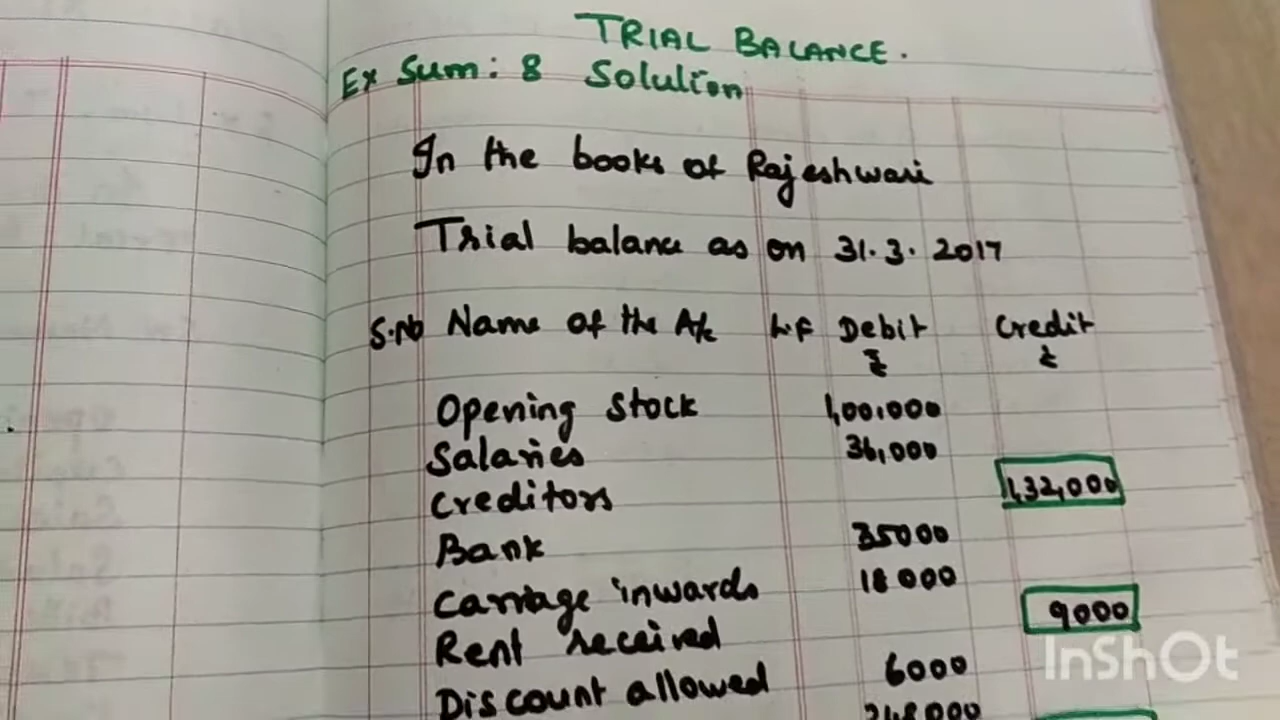 TRIAL BALANCE.
Ex Sum: 8 Solution
In the books of Rajeshwari
Trial balance as on 31.3.2017
S.No Name of the A/c L.F Debit Credit
₹ ₹
Opening Stock 1,00,000
Salaries 36,000
Creditors 1,32,000
Bank 35000
Carriage inwards 18000
Rent received 9000
Discount allowed 6000
248000
InShOt